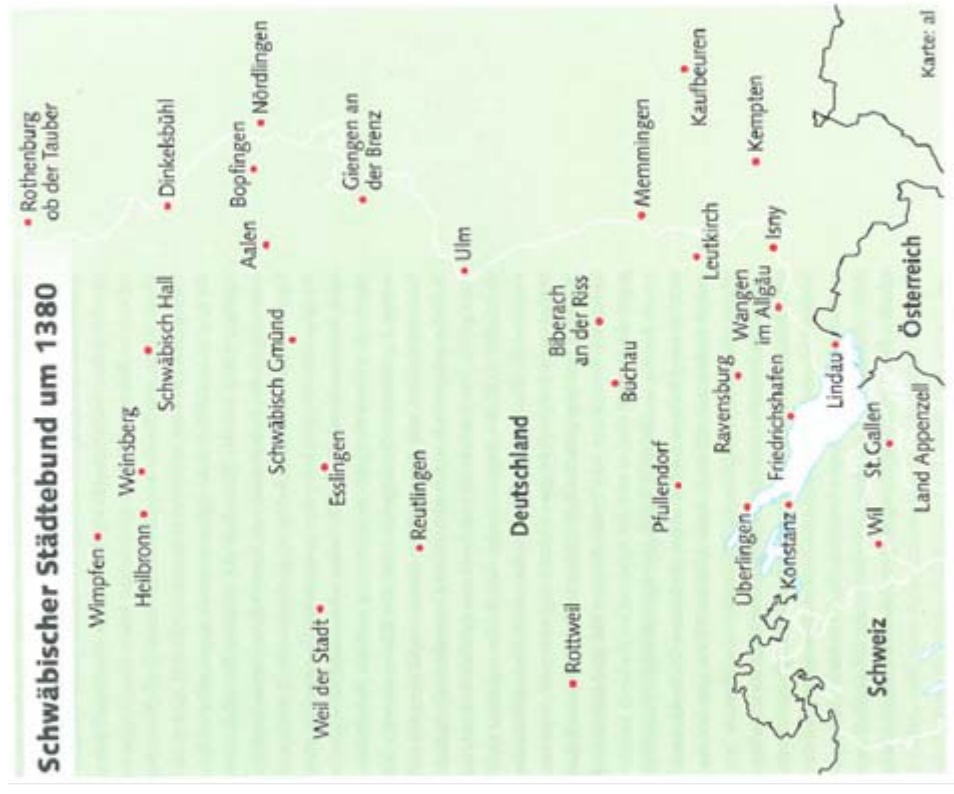 Schwäbischer Städtebund um 1380
Rothenburg
ob der Tauber
Wimpfen
Weinsberg
Heilbronn
Schwäbisch Hall
Dinkelsbühl
Bopfingen
Nördlingen
Aalen
Schwäbisch Gmünd
Giengen an
der Brenz
Weil der Stadt
Esslingen
Reutlingen
Ulm
Deutschland
Rottweil
Biberach
an der Riss
Buchau
Memmingen
Pfullendorf
Leutkirch
Kaufbeuren
Ravensburg
Wangen
im Allgäu
Isny
Kempten
Überlingen
Friedrichshafen
Konstanz
Lindau
Wil
St.Gallen
Schweiz
Land Appenzell
Österreich
Karte: al